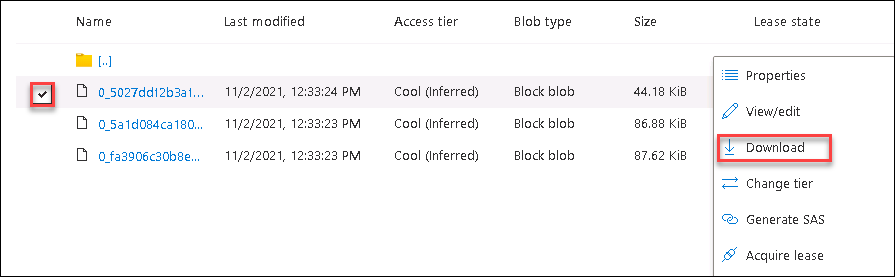 Name Last modified Access tier Blob type Size Lease state
[..]
0_5027dd12b3a1... 11/2/2021, 12:33:24 PM Cool (Inferred) Block blob 44.18 KiB
0_5a1d084ca180... 11/2/2021, 12:33:23 PM Cool (Inferred) Block blob 86.88 KiB
0_fa3906c30b8e... 11/2/2021, 12:33:23 PM Cool (Inferred) Block blob 87.62 KiB
Properties
View/edit
Download
Change tier
Generate SAS
Acquire lease